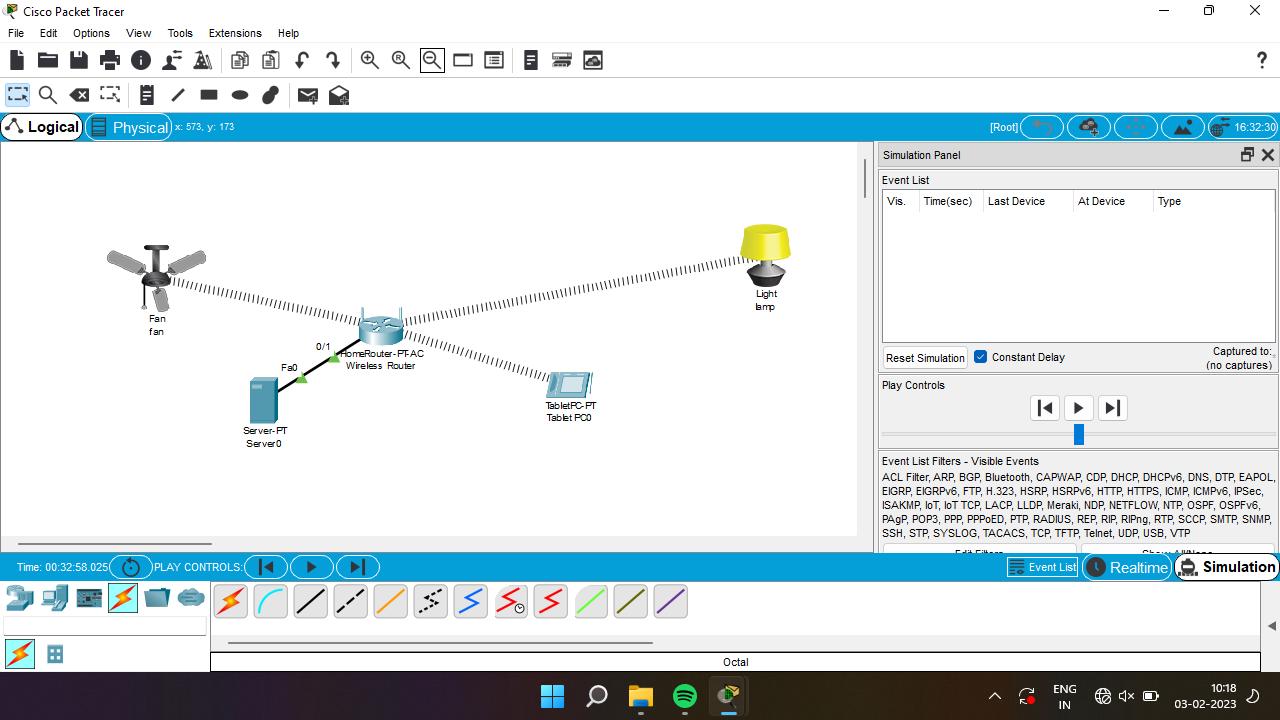 Cisco Packet Tracer
File Edit Options View Tools Extensions Help
R
?
Logical Physical x: 573, y: 173 [Root] 16:32:30
Simulation Panel
Event List
Vis. Time(sec) Last Device At Device Type
Fan
fan
Light
lamp
0/1
HomeRouter-PT-AC
Wireless Router
Fa0
Server-PT
Server0
TabletPC-PT
Tablet PC0
Reset Simulation Constant Delay Captured to:
(no captures)
Play Controls
Event List Filters - Visible Events
ACL Filter, ARP, BGP, Bluetooth, CAPWAP, CDP, DHCP, DHCPv6, DNS, DTP, EAPOL,
EIGRP, EIGRPv6, FTP, H.323, HSRP, HSRPv6, HTTP, HTTPS, ICMP, ICMPv6, IPSec,
ISAKMP, IoT, IoT TCP, LACP, LLDP, Meraki, NDP, NETFLOW, NTP, OSPF, OSPFv6,
PAgP, POP3, PPP, PPPoED, PTP, RADIUS, REP, RIP, RIPng, RTP, SCCP, SMTP, SNMP,
SSH, STP, SYSLOG, TACACS, TCP, TFTP, Telnet, UDP, USB, VTP
Edit Filters Show All/None
Time: 00:32:58.025 PLAY CONTROLS: Event List Realtime Simulation
Octal
ENG
IN
10:18
03-02-2023